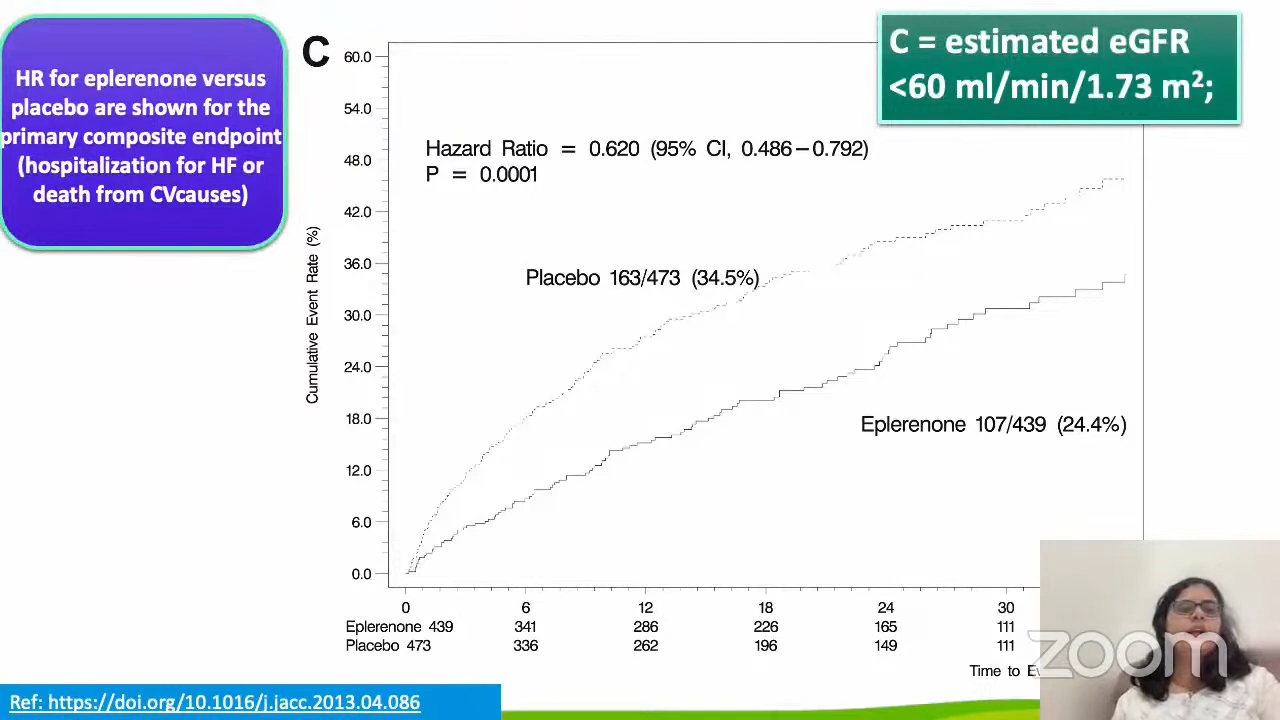 HR for eplerenone versus
placebo are shown for the
primary composite endpoint
(hospitalization for HF or
death from CVcauses)
C
C = estimated eGFR
<60 ml/min/1.73 m²;
60.0
54.0
48.0
42.0
36.0
30.0
24.0
18.0
12.0
6.0
0.0
Cumulative Event Rate (%)
Hazard Ratio = 0.620 (95% CI, 0.486–0.792)
P = 0.0001
Placebo 163/473 (34.5%)
Eplerenone 107/439 (24.4%)
0 6 12 18 24 30
Eplerenone 439 341 286 226 165 111
Placebo 473 336 262 196 149 111
Time to
zoom
Ref: https://doi.org/10.1016/j.jacc.2013.04.086